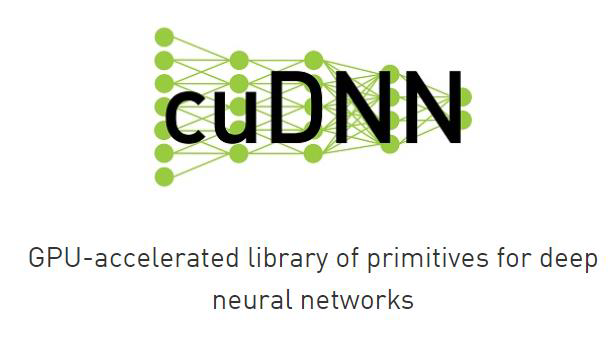 cuDNN
GPU-accelerated library of primitives for deep
neural networks